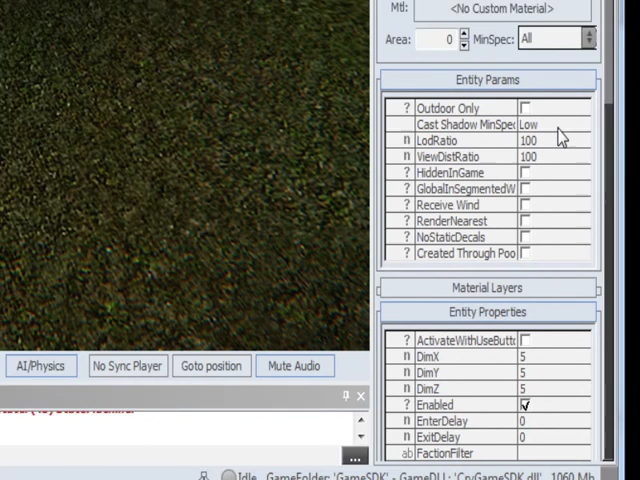 Mtl: <No Custom Material>
Area: 0 MinSpec: All
Entity Params
? Outdoor Only
Cast Shadow MinSpec Low
n LodRatio 100
n ViewDistRatio 100
? HiddenInGame
? GlobalInSegmentedW
? Receive Wind
? RenderNearest
? NoStaticDecals
? Created Through Poo
Material Layers
Entity Properties
? ActivateWithUseButto
n DimX 5
n DimY 5
n DimZ 5
? Enabled
n EnterDelay 0
n ExitDelay 0
ab FactionFilter
AI/Physics No Sync Player Goto position Mute Audio
...
Idle GameFolder: 'GameSDK' - GameDLL: 'CryGameSDK.dll' 1060 Mb